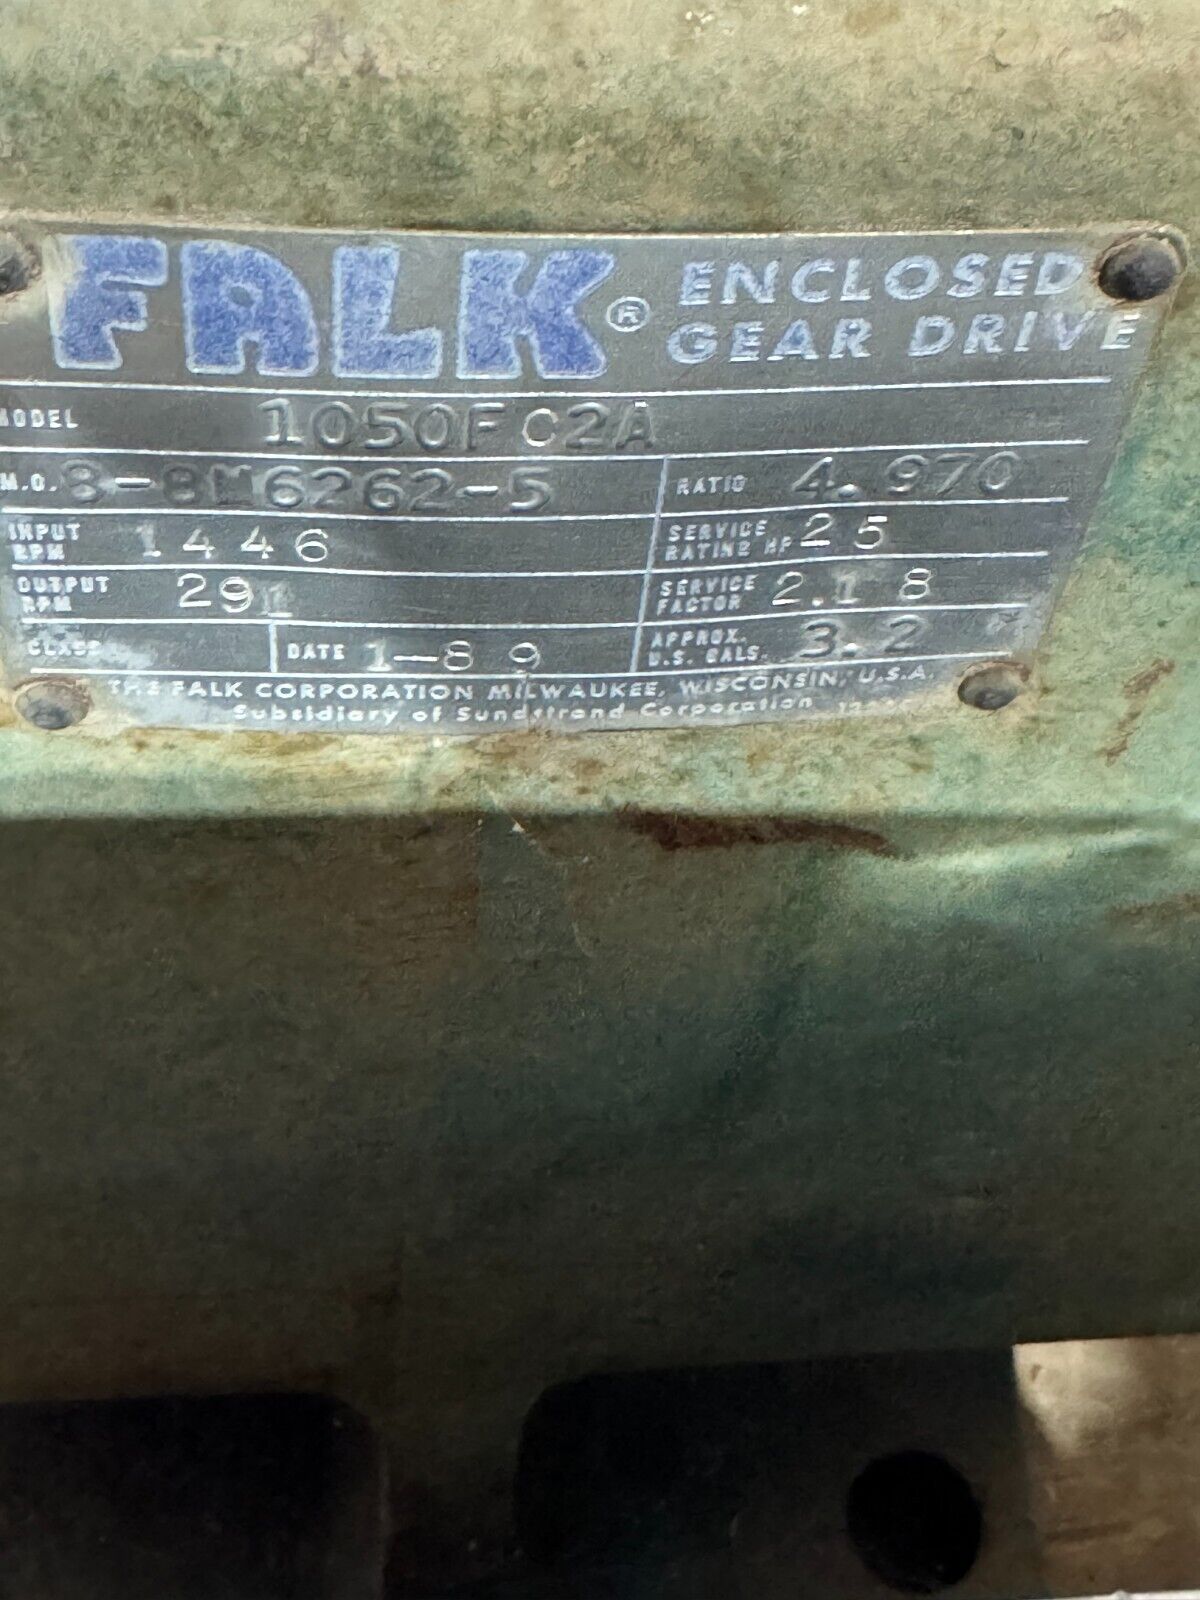 FALK® ENCLOSED
GEAR DRIVE
MODEL 1050FC2A
M.O. 8-8M6262-5 RATIO 4.970
INPUT RPM 1446 SERVICE RATING HP 25
OUTPUT RPM 291 SERVICE FACTOR 2.18
CLASS DATE 1-89 APPROX. U.S. GALS. 3.2
THE FALK CORPORATION MILWAUKEE, WISCONSIN, U.S.A.
Subsidiary of Sundstrand Corporation